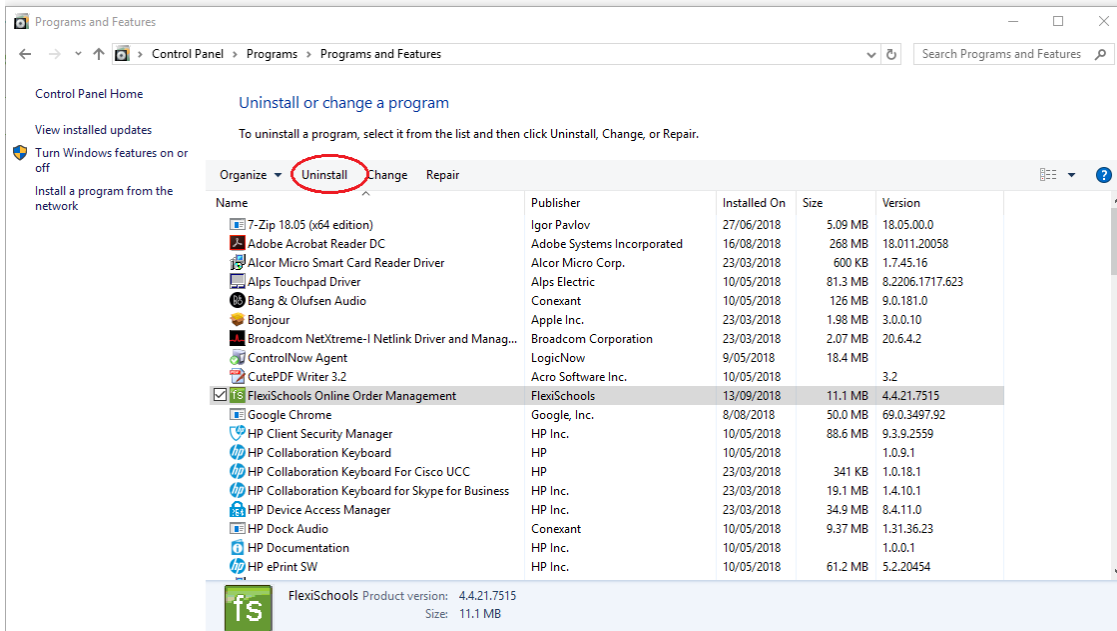 Programs and Features
Control Panel > Programs > Programs and Features
Search Programs and Features
Control Panel Home
View installed updates
Turn Windows features on or
off
Install a program from the
network
Uninstall or change a program
To uninstall a program, select it from the list and then click Uninstall, Change, or Repair.
Organize Uninstall Change Repair
Name Publisher Installed On Size Version
7-Zip 18.05 (x64 edition) Igor Pavlov 27/06/2018 5.09 MB 18.05.00.0
Adobe Acrobat Reader DC Adobe Systems Incorporated 16/08/2018 268 MB 18.011.20058
Alcor Micro Smart Card Reader Driver Alcor Micro Corp. 23/03/2018 600 KB 1.7.45.16
Alps Touchpad Driver Alps Electric 10/05/2018 81.3 MB 8.2206.1717.623
Bang & Olufsen Audio Conexant 10/05/2018 126 MB 9.0.181.0
Bonjour Apple Inc. 23/03/2018 1.98 MB 3.0.0.10
Broadcom NetXtreme-I Netlink Driver and Manag... Broadcom Corporation 23/03/2018 2.07 MB 20.6.4.2
ControlNow Agent LogicNow 9/05/2018 18.4 MB
CutePDF Writer 3.2 Acro Software Inc. 10/05/2018 3.2
fs FlexiSchools Online Order Management FlexiSchools 13/09/2018 11.1 MB 4.4.21.7515
Google Chrome Google, Inc. 8/08/2018 50.0 MB 69.0.3497.92
HP Client Security Manager HP Inc. 10/05/2018 88.6 MB 9.3.9.2559
HP Collaboration Keyboard HP 10/05/2018 1.0.9.1
HP Collaboration Keyboard For Cisco UCC HP 23/03/2018 341 KB 1.0.18.1
HP Collaboration Keyboard for Skype for Business HP Inc. 23/03/2018 19.1 MB 1.4.10.1
HP Device Access Manager HP Inc. 23/03/2018 34.9 MB 8.4.11.0
HP Dock Audio Conexant 10/05/2018 9.37 MB 1.31.36.23
HP Documentation HP Inc. 10/05/2018 1.0.0.1
HP ePrint SW HP Inc. 10/05/2018 61.2 MB 5.2.20454
fs FlexiSchools Product version: 4.4.21.7515
Size: 11.1 MB